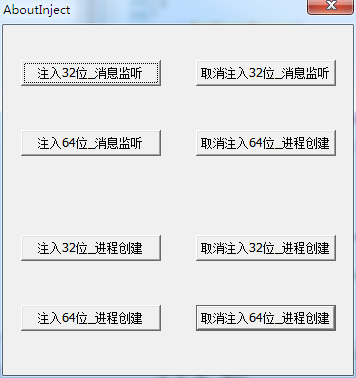 AboutInject
注入32位_消息监听 取消注入32位_消息监听
注入64位_消息监听 取消注入64位_进程创建
注入32位_进程创建 取消注入32位_进程创建
注入64位_进程创建 取消注入64位_进程创建